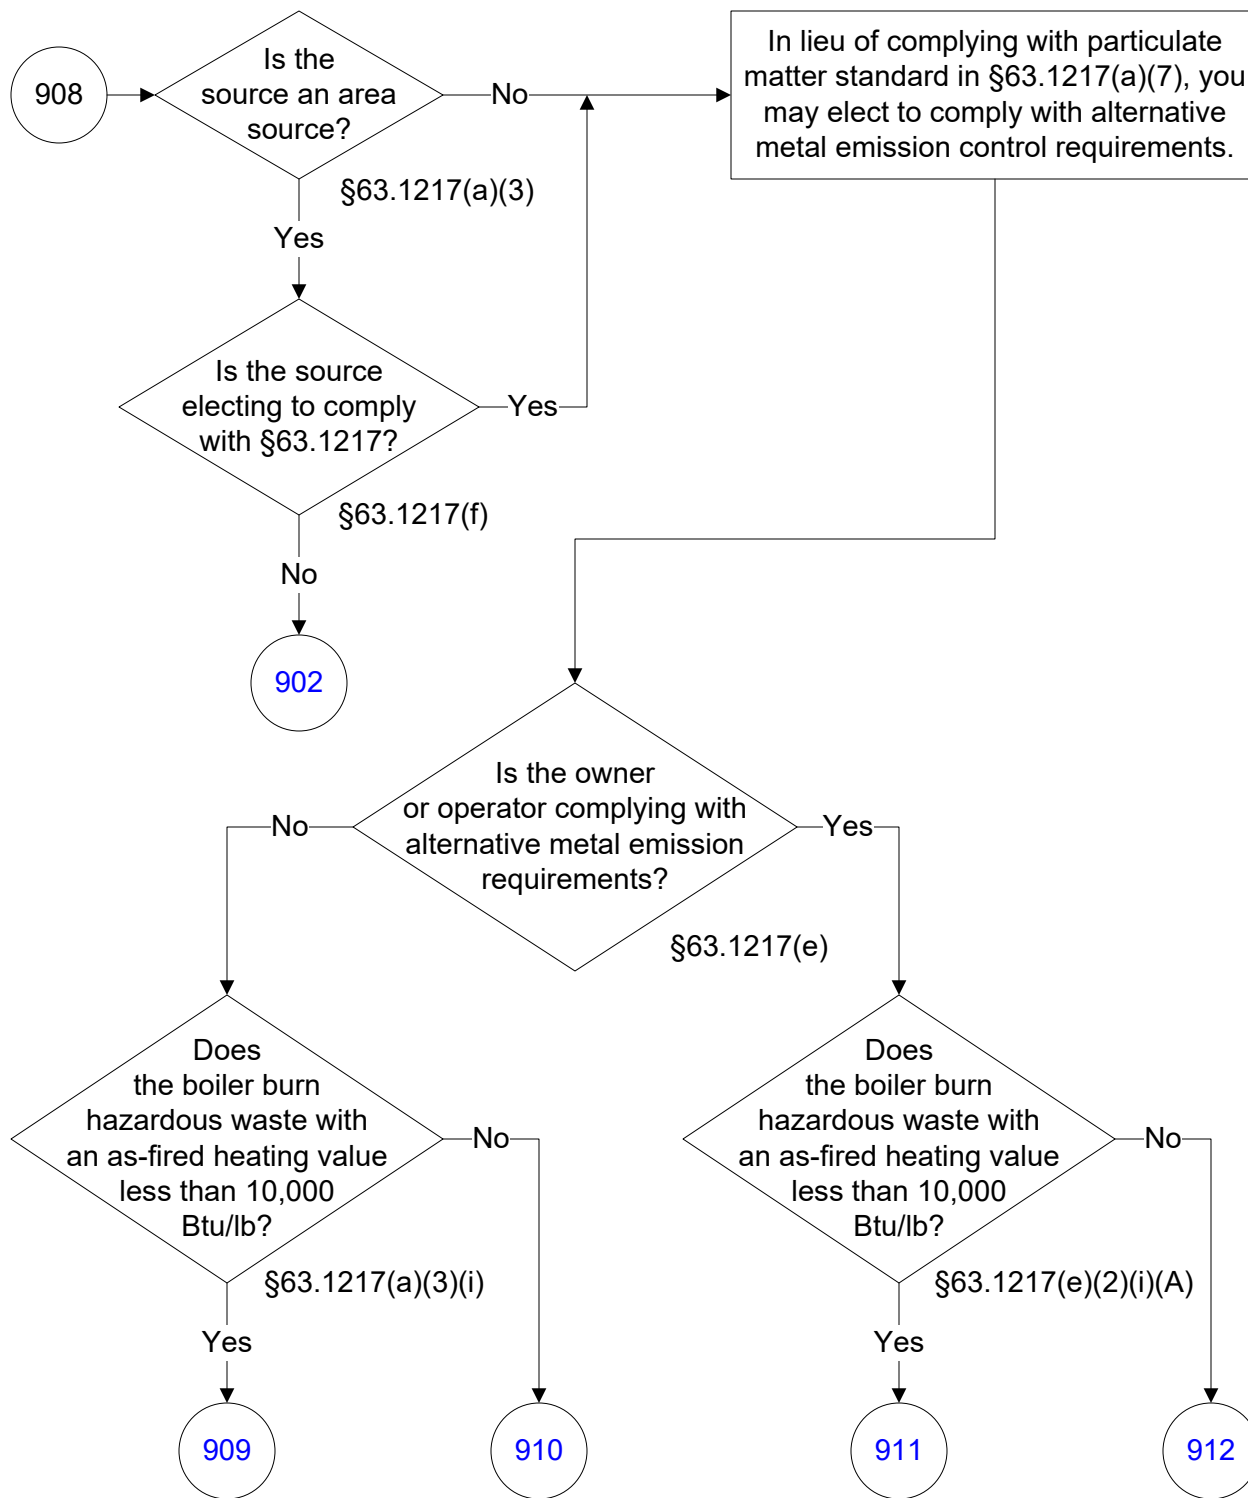 908
Is the
source an area
source?
No
In lieu of complying with particulate
matter standard in §63.1217(a)(7), you
may elect to comply with alternative
metal emission control requirements.
§63.1217(a)(3)
Yes
Is the source
electing to comply
with §63.1217?
Yes
§63.1217(f)
No
902
Is the owner
or operator complying with
alternative metal emission
requirements?
No
Yes
§63.1217(e)
Does
the boiler burn
hazardous waste with
an as-fired heating value
less than 10,000
Btu/lb?
No
§63.1217(a)(3)(i)
Yes
Does
the boiler burn
hazardous waste with
an as-fired heating value
less than 10,000
Btu/lb?
No
§63.1217(e)(2)(i)(A)
Yes
909
910
911
912